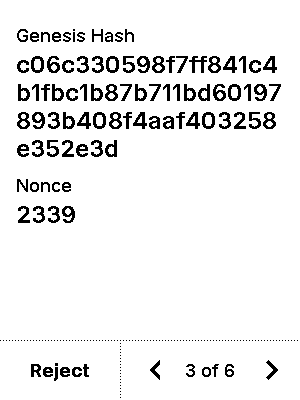 Genesis Hash
c06c330598f7ff841c4
b1fbc1b87b711bd60197
893b408f4aaf403258
e352e3d
Nonce
2339
Reject
3 of 6